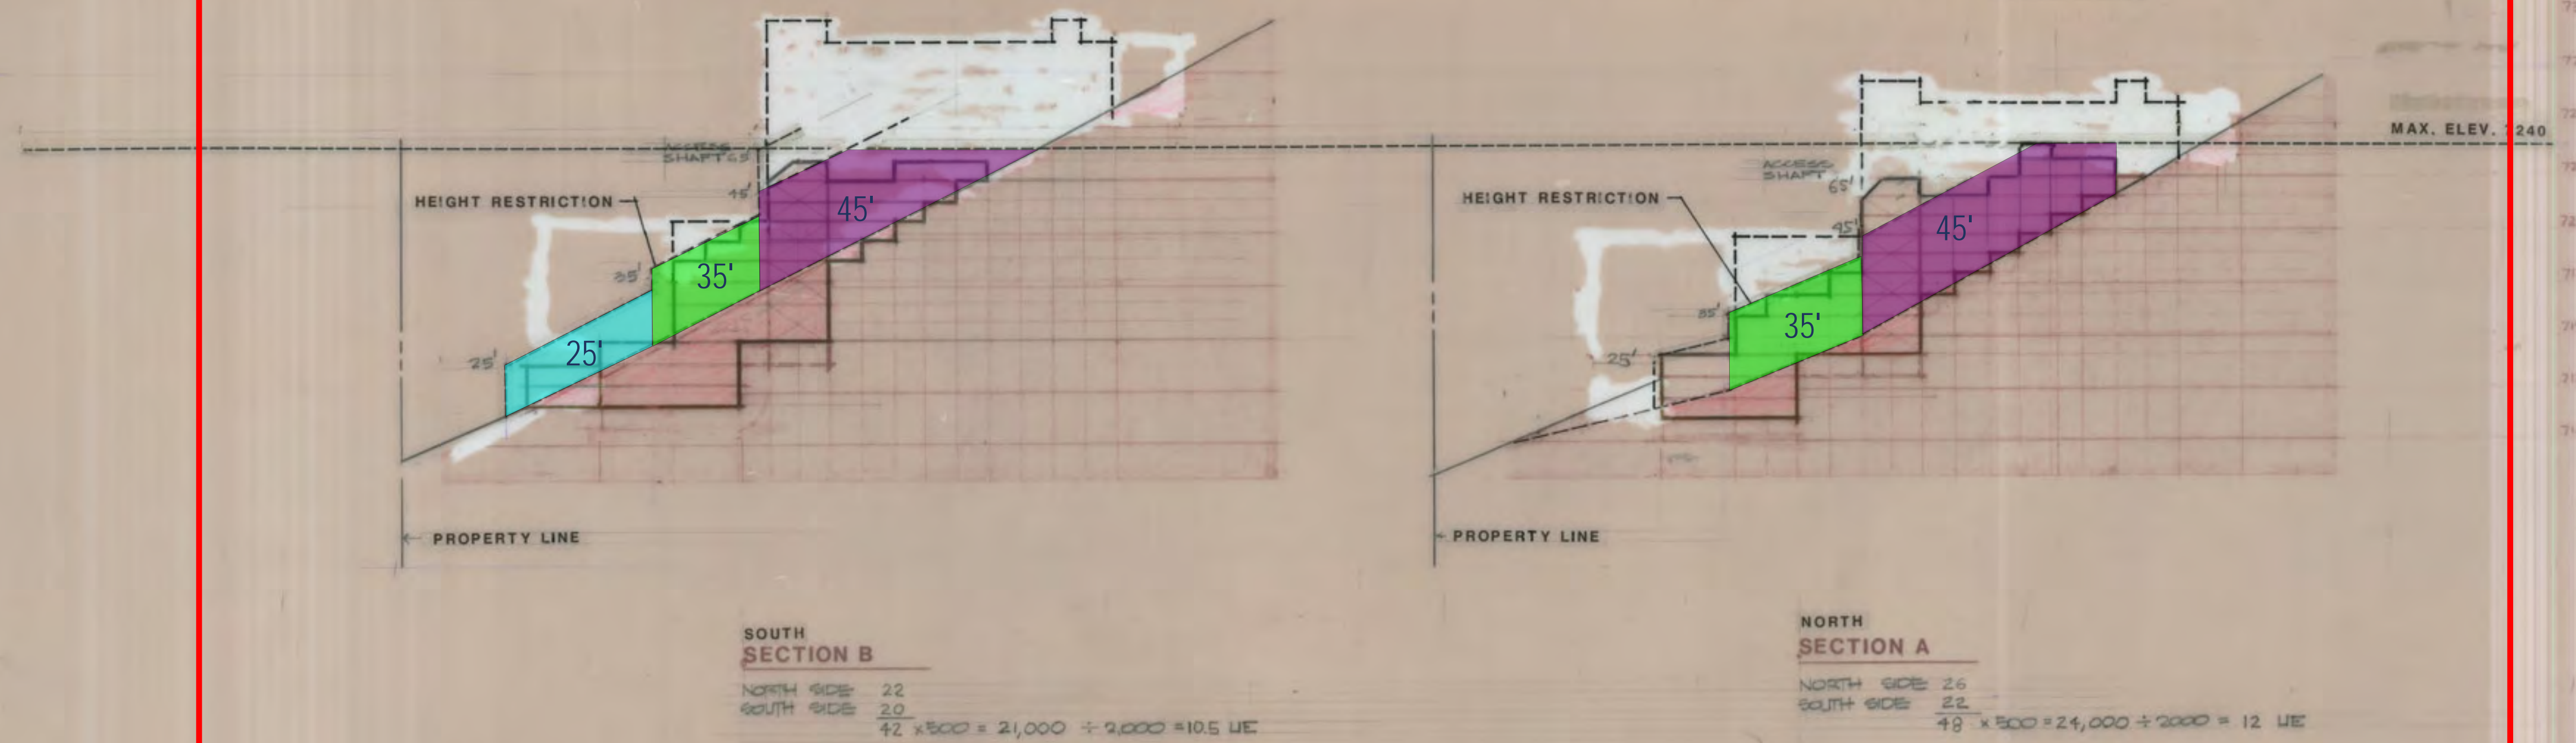 MAX. ELEV. 7240
ACCESS
SHAFT 65'
45'
HEIGHT RESTRICTION
35'
25'
45'
35'
25'
PROPERTY LINE
SOUTH
SECTION B
NORTH SIDE 22
SOUTH SIDE 20
42 x 500 = 21,000 ÷ 2,000 = 10.5 UE
ACCESS
SHAFT
65'
45'
HEIGHT RESTRICTION
35'
25'
45'
35'
PROPERTY LINE
NORTH
SECTION A
NORTH SIDE 26
SOUTH SIDE 22
48 x 500 = 24,000 ÷ 2000 = 12 UE